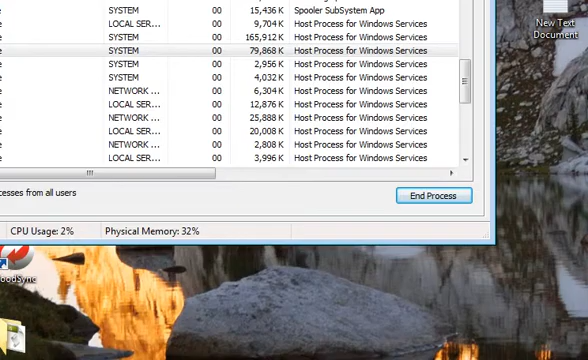 SYSTEM 00 15,436 K Spooler SubSystem App
LOCAL SER... 00 9,704 K Host Process for Windows Services
SYSTEM 00 165,912 K Host Process for Windows Services
SYSTEM 00 79,868 K Host Process for Windows Services
SYSTEM 00 2,956 K Host Process for Windows Services
SYSTEM 00 4,032 K Host Process for Windows Services
NETWORK ... 00 6,304 K Host Process for Windows Services
LOCAL SER... 00 12,876 K Host Process for Windows Services
NETWORK ... 00 25,888 K Host Process for Windows Services
LOCAL SER... 00 20,008 K Host Process for Windows Services
NETWORK ... 00 2,808 K Host Process for Windows Services
LOCAL SER... 00 3,996 K Host Process for Windows Services
cesses from all users
End Process
CPU Usage: 2% Physical Memory: 32%
New Text
Document
oodSync